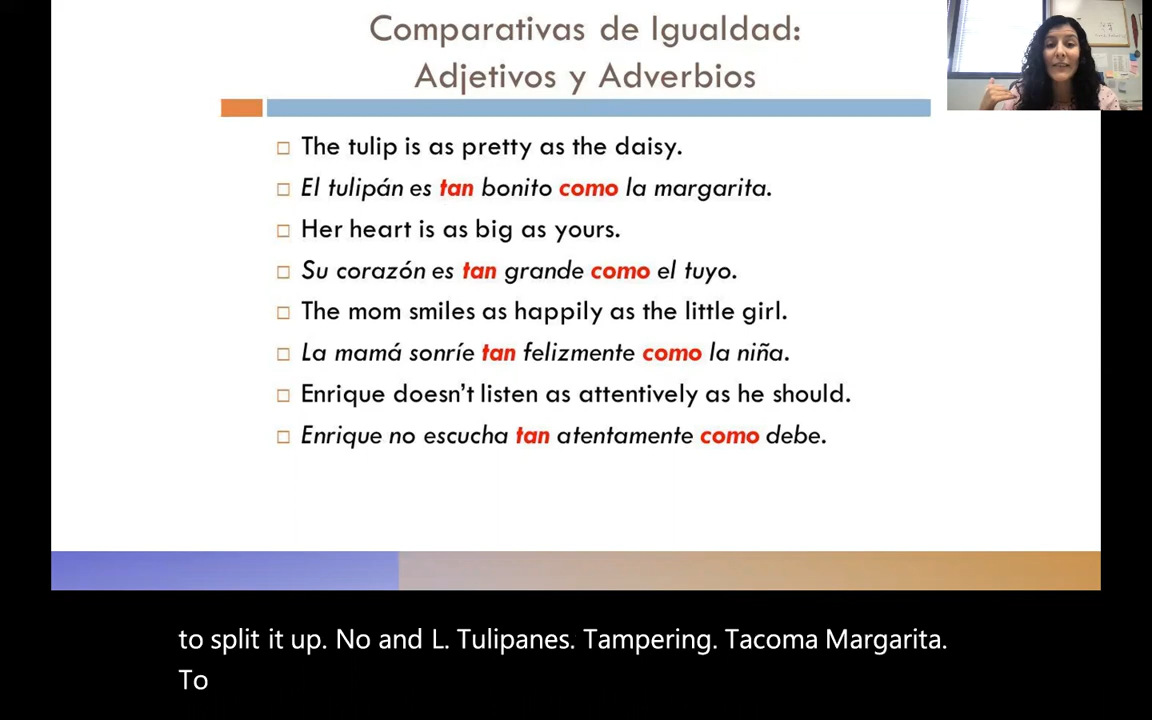 Comparativas de Igualdad:
Adjetivos y Adverbios
The tulip is as pretty as the daisy.
El tulipán es tan bonito como la margarita.
Her heart is as big as yours.
Su corazón es tan grande como el tuyo.
The mom smiles as happily as the little girl.
La mamá sonríe tan felizmente como la niña.
Enrique doesn't listen as attentively as he should.
Enrique no escucha tan atentamente como debe.
to split it up. No and L. Tulipanes. Tampering. Tacoma Margarita.
To